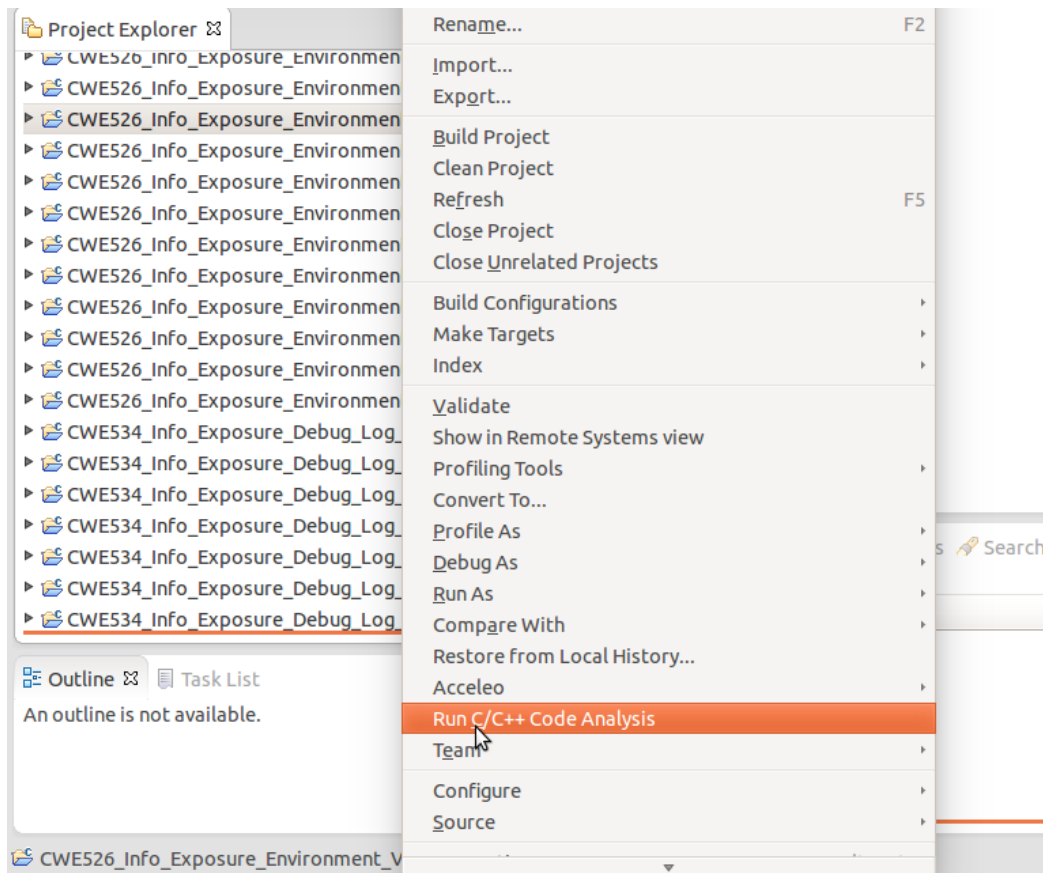 Project Explorer
CWE526_Info_Exposure_Environmen
CWE526_Info_Exposure_Environmen
CWE526_Info_Exposure_Environmen
CWE526_Info_Exposure_Environmen
CWE526_Info_Exposure_Environmen
CWE526_Info_Exposure_Environmen
CWE526_Info_Exposure_Environmen
CWE526_Info_Exposure_Environmen
CWE526_Info_Exposure_Environmen
CWE526_Info_Exposure_Environmen
CWE526_Info_Exposure_Environmen
CWE526_Info_Exposure_Environmen
CWE534_Info_Exposure_Debug_Log_
CWE534_Info_Exposure_Debug_Log_
CWE534_Info_Exposure_Debug_Log_
CWE534_Info_Exposure_Debug_Log_
CWE534_Info_Exposure_Debug_Log_
CWE534_Info_Exposure_Debug_Log_
CWE534_Info_Exposure_Debug_Log_
Outline Task List
An outline is not available.
CWE526_Info_Exposure_Environment_V
Rename... F2
Import...
Export...
Build Project
Clean Project
Refresh F5
Close Project
Close Unrelated Projects
Build Configurations
Make Targets
Index
Validate
Show in Remote Systems view
Profiling Tools
Convert To...
Profile As
Debug As
Run As
Compare With
Restore from Local History...
Acceleo
Run C/C++ Code Analysis
Team
Configure
Source
s Search